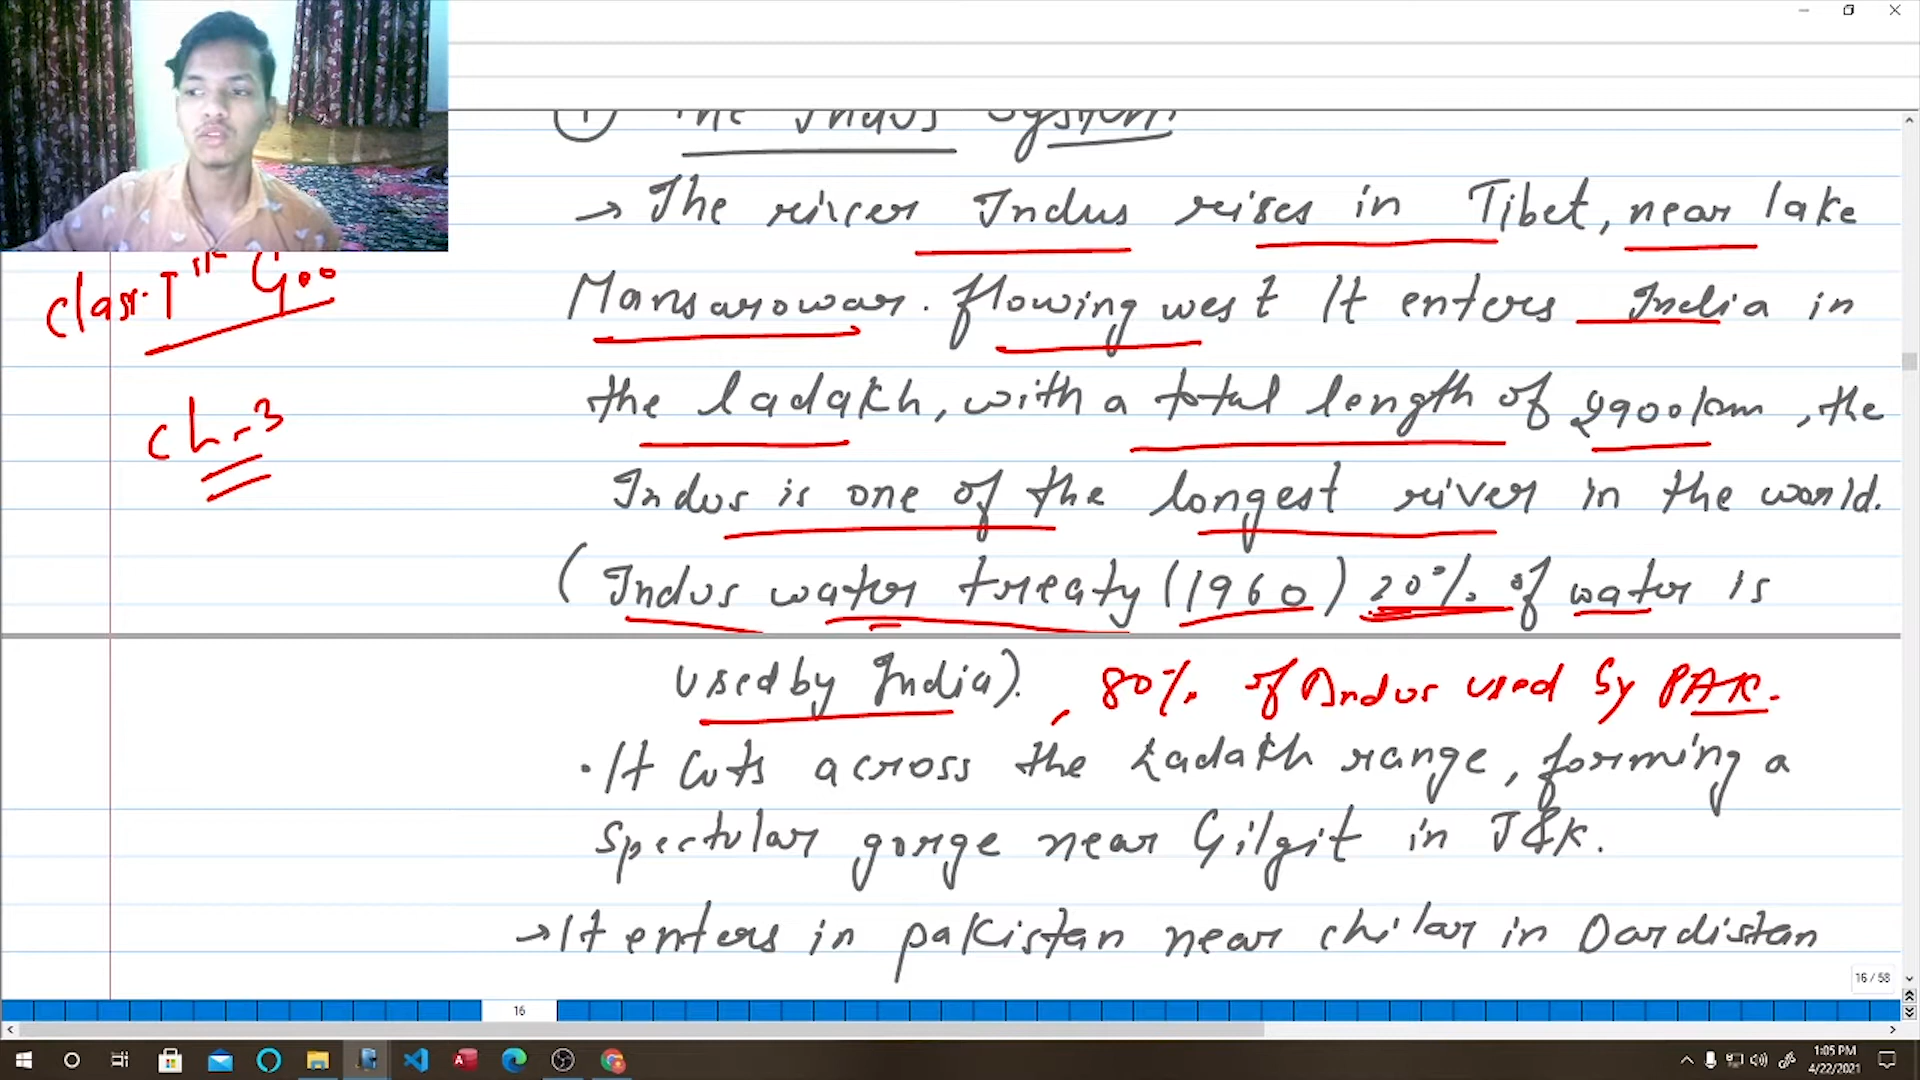 ① The Indus System.
→ The river Indus rises in Tibet, near lake
Mansarowar. flowing west It enters India in
the ladakh, with a total length of 2900km, the
Indus is one of the longest river in the world.
(Indus water treaty (1960) 20% of water is
used by India). , 80% of Indus used by PAK.
• It Cuts across the Ladakh range, forming a
Spectular gorge near Gilgit in J&K.
→ It enters in pakistan near chilar in Dardistan
Class. Geo
Ch-3
16 / 58
16
1:05 PM
4/22/2021